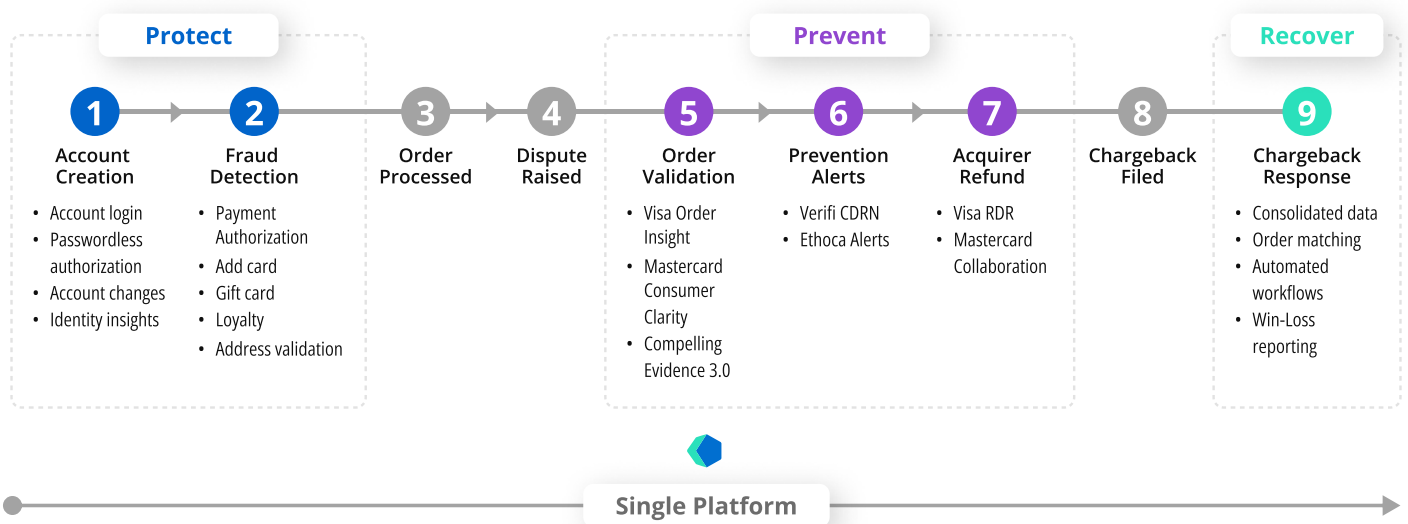 Protect
Prevent
Recover
1
2
3
4
5
6
7
8
9
Account
Creation
• Account login
• Passwordless
authorization
• Account changes
• Identity insights
Fraud
Detection
• Payment
Authorization
• Add card
• Gift card
• Loyalty
• Address validation
Order
Processed
Dispute
Raised
Order
Validation
• Visa Order
Insight
• Mastercard
Consumer
Clarity
• Compelling
Evidence 3.0
Prevention
Alerts
• Verifi CDRN
• Ethoca Alerts
Acquirer
Refund
• Visa RDR
• Mastercard
Collaboration
Chargeback
Filed
Chargeback
Response
• Consolidated data
• Order matching
• Automated
workflows
• Win-Loss
reporting
Single Platform